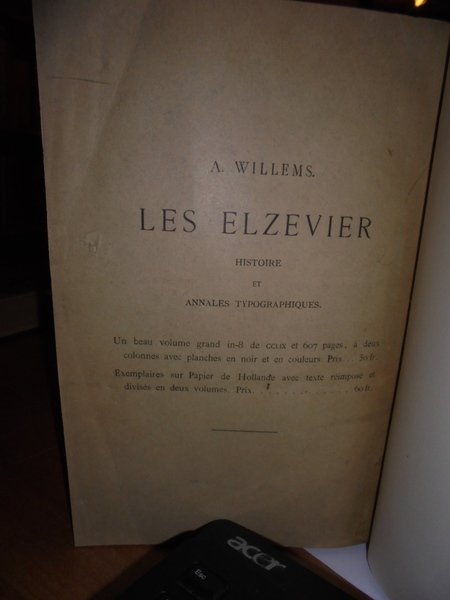 A. WILLEMS.
LES ELZEVIER
HISTOIRE
ET
ANNALES TYPOGRAPHIQUES.
Un beau volume grand in-8 de CCLIX et 607 pages, à deux
colonnes avec planches en noir et en couleurs. Prix. . . 50 fr.
Exemplaires sur Papier de Hollande avec texte réimposé et
divisés en deux volumes. Prix. . . . . . . . . . 60 fr.
acer
Esc